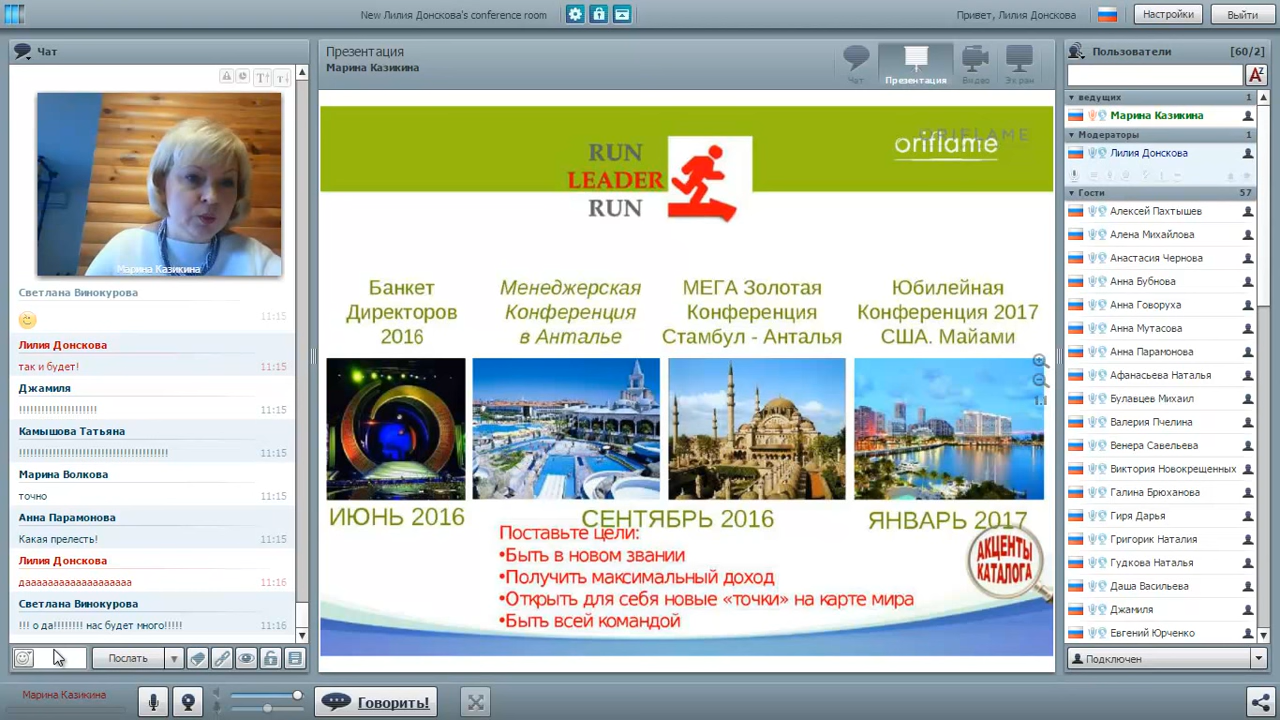 New Лилия Донскова's conference room
Привет, Лилия Донскова
Настройки
Выйти
Чат
Марина Казикина
Светлана Винокурова
11:15
Лилия Донскова
так и будет!
11:15
Джамиля
!!!!!!!!!!!!!!!!!!!!!
11:15
Камышова Татьяна
!!!!!!!!!!!!!!!!!!!!!!!!!!!!!!!!!!!!!!!!
11:15
Марина Волкова
точно
11:15
Анна Парамонова
Какая прелесть!
11:15
Лилия Донскова
даааааааааааааааааа
11:16
Светлана Винокурова
!!! о да!!!!!!!! нас будет много!!!!!
11:16
Послать
Презентация
Марина Казикина
Чат
Презентация
Видео
Экран
RUN
LEADER
RUN
ORIFLAME
oriflame
Банкет
Директоров
2016
Менеджерская
Конференция
в Анталье
МЕГА Золотая
Конференция
Стамбул - Анталья
Юбилейная
Конференция 2017
США. Майами
1:1
ИЮНЬ 2016
СЕНТЯБРЬ 2016
ЯНВАРЬ 2017
Поставьте цели:
•Быть в новом звании
•Получить максимальный доход
•Открыть для себя новые «точки» на карте мира
•Быть всей командой
АКЦЕНТЫ
КАТАЛОГА
Пользователи
[60/2]
ведущих 1
Марина Казикина
Модераторы 1
Лилия Донскова
Гости 57
Алексей Пахтышев
Алена Михайлова
Анастасия Чернова
Анна Бубнова
Анна Говоруха
Анна Мутасова
Анна Парамонова
Афанасьева Наталья
Булавцев Михаил
Валерия Пчелина
Венера Савельева
Виктория Новокрещенных
Галина Брюханова
Гиря Дарья
Григорик Наталия
Гудкова Наталья
Даша Васильева
Джамиля
Евгений Юрченко
Подключен
Марина Казикина
Говорить!